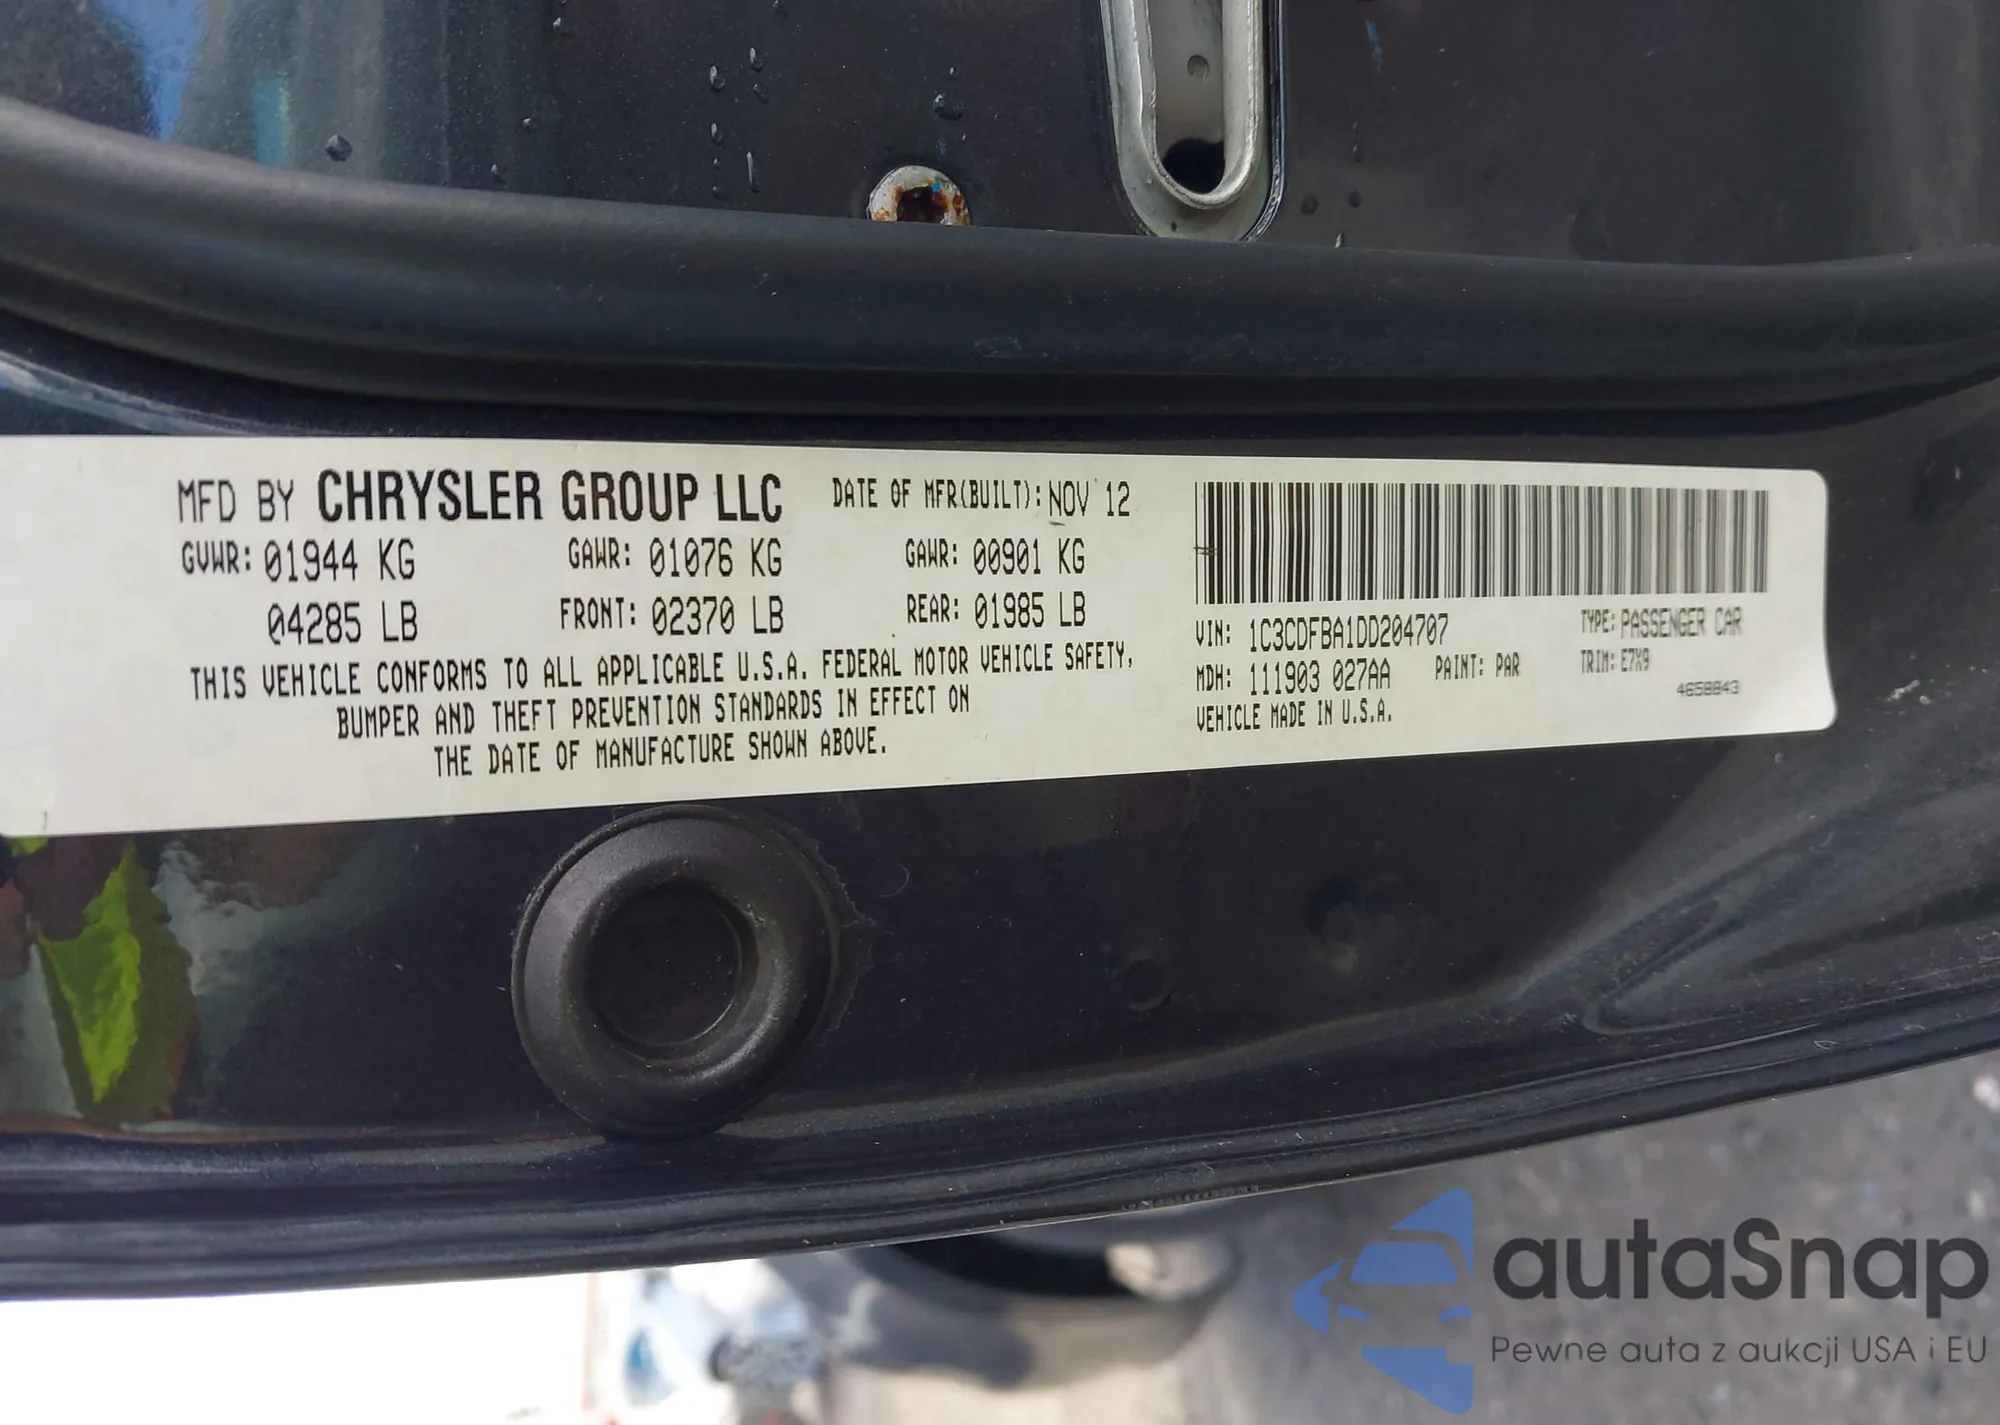 MFD BY CHRYSLER GROUP LLC DATE OF MFR(BUILT): NOV 12
GVWR: 01944 KG GAWR: 01076 KG GAWR: 00901 KG
04285 LB FRONT: 02370 LB REAR: 01985 LB
THIS VEHICLE CONFORMS TO ALL APPLICABLE U.S.A. FEDERAL MOTOR VEHICLE SAFETY,
BUMPER AND THEFT PREVENTION STANDARDS IN EFFECT ON
THE DATE OF MANUFACTURE SHOWN ABOVE.
VIN: 1C3CDFBA1DD204707 TYPE: PASSENGER CAR
MDH: 111903 027AA PAINT: PAR TRIM: E7X9
VEHICLE MADE IN U.S.A. 4658843
autaSnap
Pewne auta z aukcji USA i EU